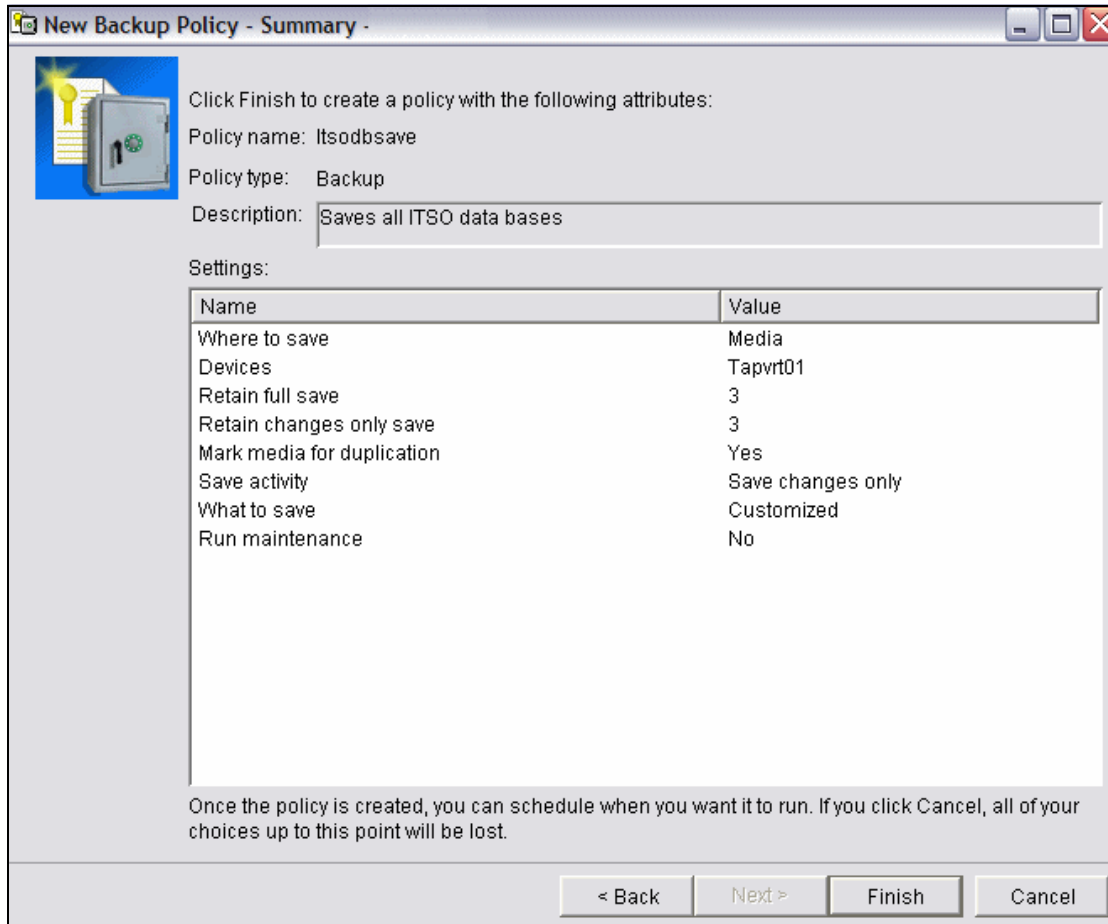 New Backup Policy - Summary -
Click Finish to create a policy with the following attributes:
Policy name: Itsodbsave
Policy type: Backup
Description: Saves all ITSO data bases
Settings:
Name Value
Where to save Media
Devices Tapvrt01
Retain full save 3
Retain changes only save 3
Mark media for duplication Yes
Save activity Save changes only
What to save Customized
Run maintenance No
Once the policy is created, you can schedule when you want it to run. If you click Cancel, all of your
choices up to this point will be lost.
< Back Next > Finish Cancel